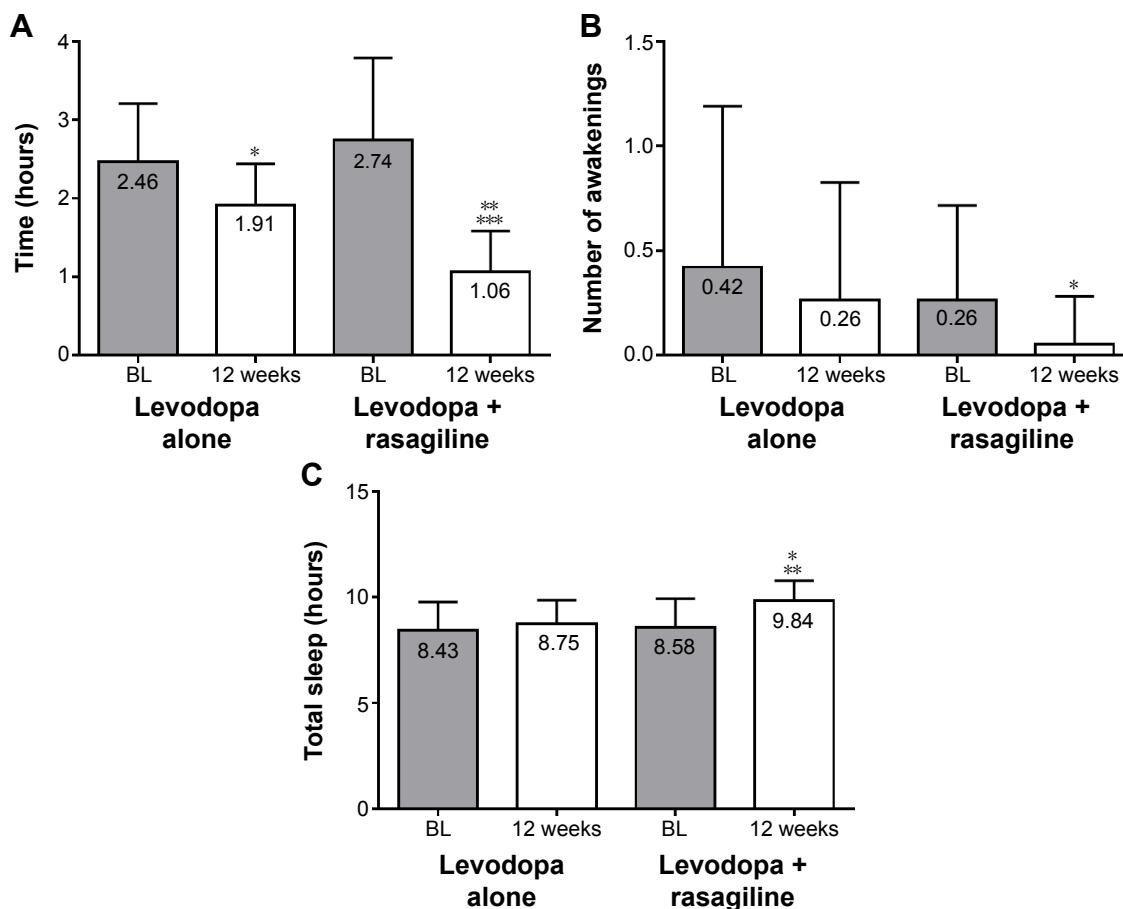 A
Time (hours)
4
3
2
1
0
2.46
*
1.91
2.74
**
***
1.06
BL
12 weeks
BL
12 weeks
Levodopa
alone
Levodopa +
rasagiline
B
Number of awakenings
1.5
1.0
0.5
0.0
0.42
0.26
0.26
*
BL
12 weeks
BL
12 weeks
Levodopa
alone
Levodopa +
rasagiline
C
Total sleep (hours)
15
10
5
0
8.43
8.75
8.58
*
**
9.84
BL
12 weeks
BL
12 weeks
Levodopa
alone
Levodopa +
rasagiline